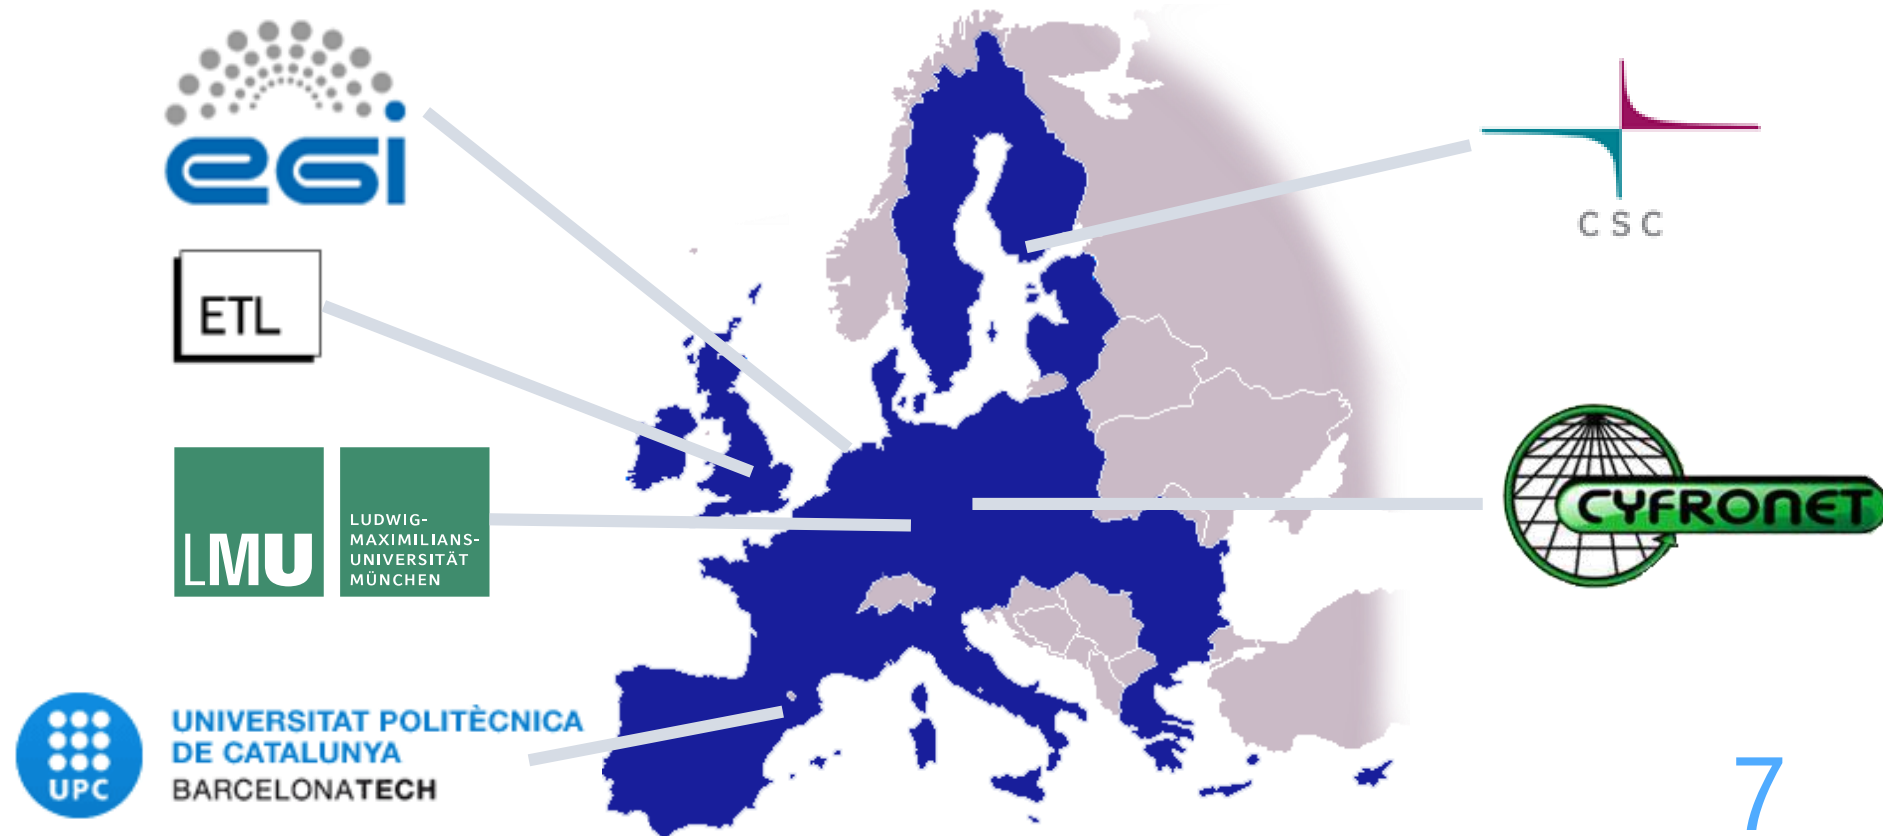 egi
ETL
LMU
LUDWIG-
MAXIMILIANS-
UNIVERSITÄT
MÜNCHEN
UPC
UNIVERSITAT POLITÈCNICA
DE CATALUNYA
BARCELONATECH
CSC
CYFRONET
7